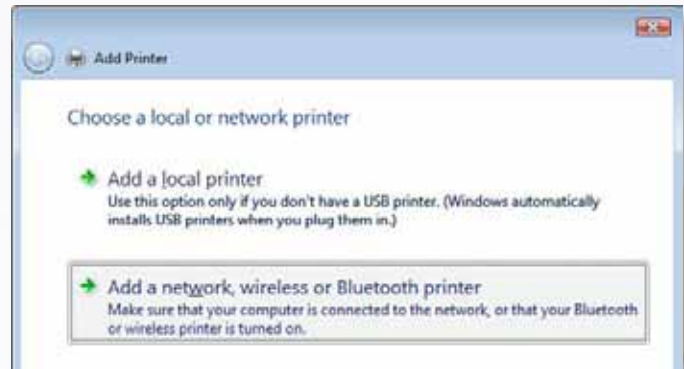 Add Printer
Choose a local or network printer
Add a local printer
Use this option only if you don't have a USB printer. (Windows automatically
installs USB printers when you plug them in.)
Add a network, wireless or Bluetooth printer
Make sure that your computer is connected to the network, or that your Bluetooth
or wireless printer is turned on.